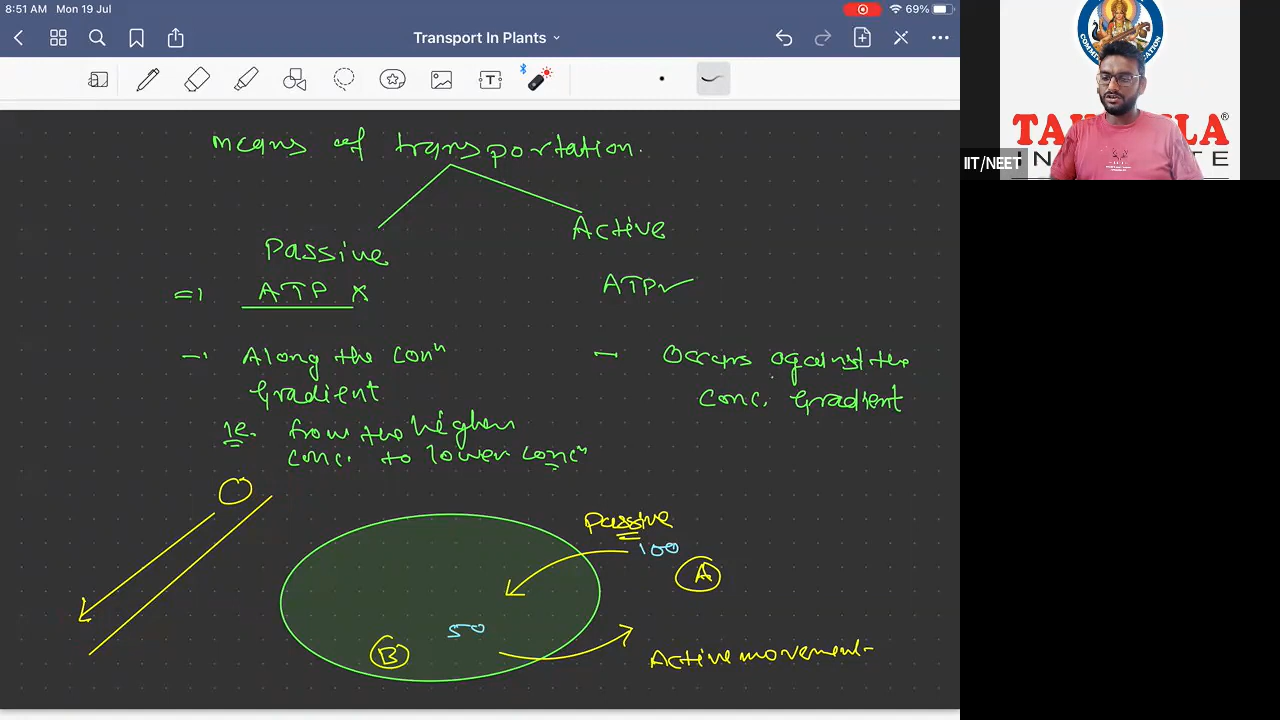 8:51 AM Mon 19 Jul
69%
Transport In Plants
T
means of transportation.
Passive
Active
=) ATP x
ATP✓
→ Along the conⁿ
Gradient
ie. from the higher
conc. to lower concⁿ
- Occurs against the
conc. Gradient
Passive
100
A
50
B
Active movement-
IIT/NEET